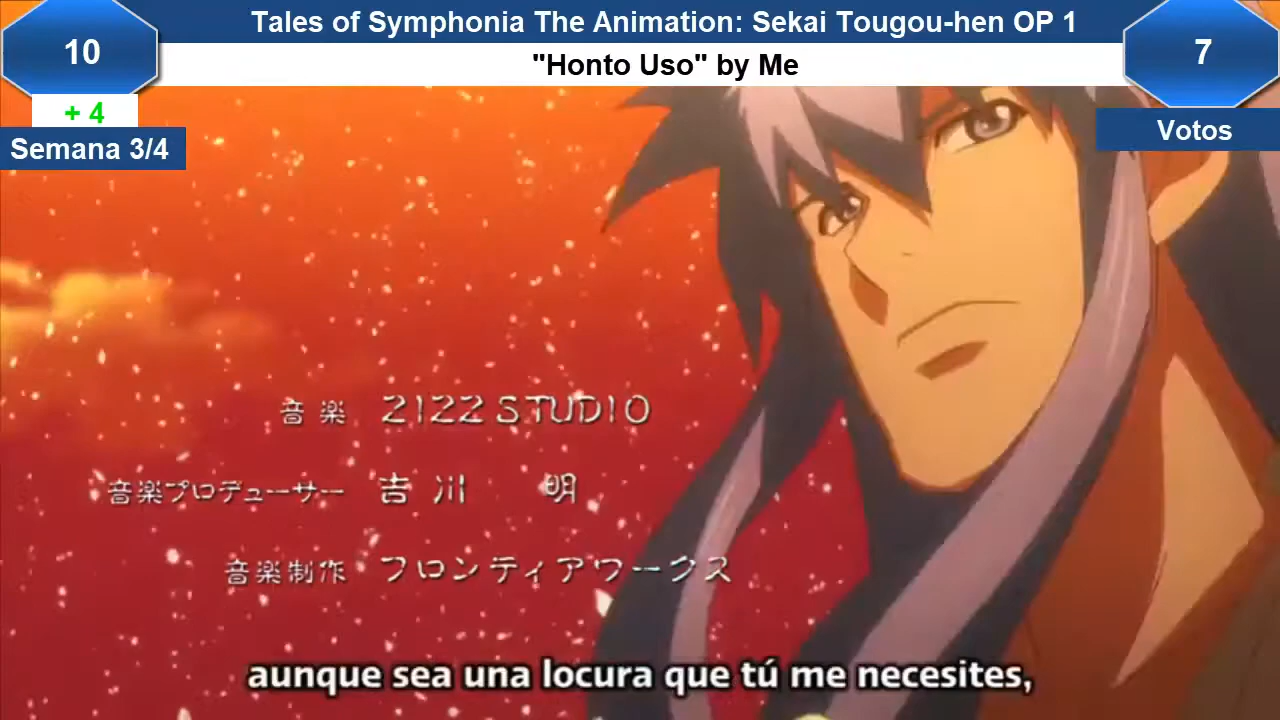 10
Tales of Symphonia The Animation: Sekai Tougou-hen OP 1
7
"Honto Uso" by Me
+ 4
Votos
Semana 3/4
音楽 ZIZZ STUDIO
音楽プロデューサー 吉川 明
音楽制作 フロンティアワークス
aunque sea una locura que tú me necesites,